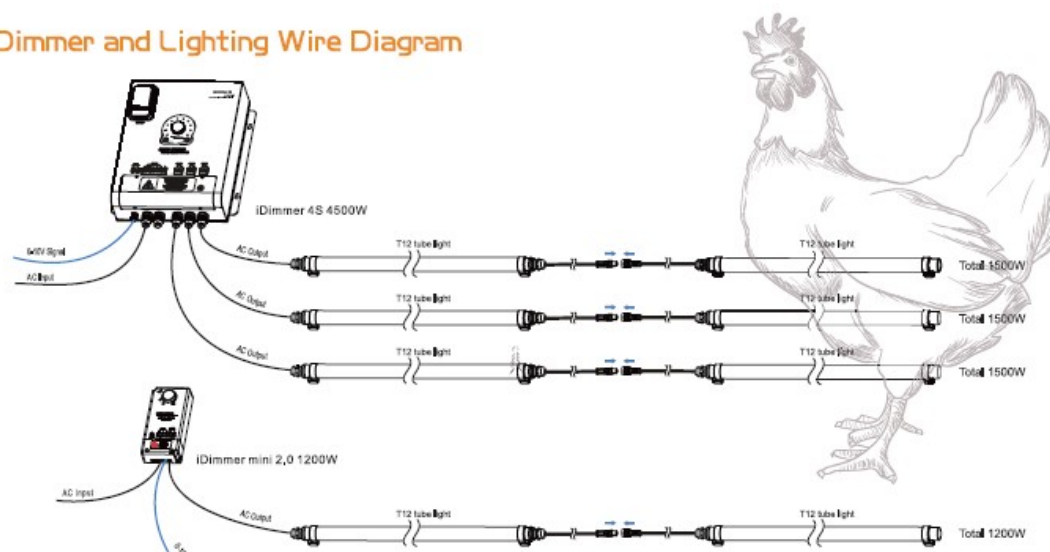 Dimmer and Lighting Wire Diagram
iDimmer 4S 4500W
0-10V Signal
AC Input
AC Output
T12 tube light
T12 tube light
Total 1500W
AC Output
T12 tube light
T12 tube light
Total 1500W
AC Output
T12 tube light
T12 tube light
Total 1500W
iDimmer mini 2,0 1200W
AC Input
AC Output
T12 tube light
T12 tube light
Total 1200W